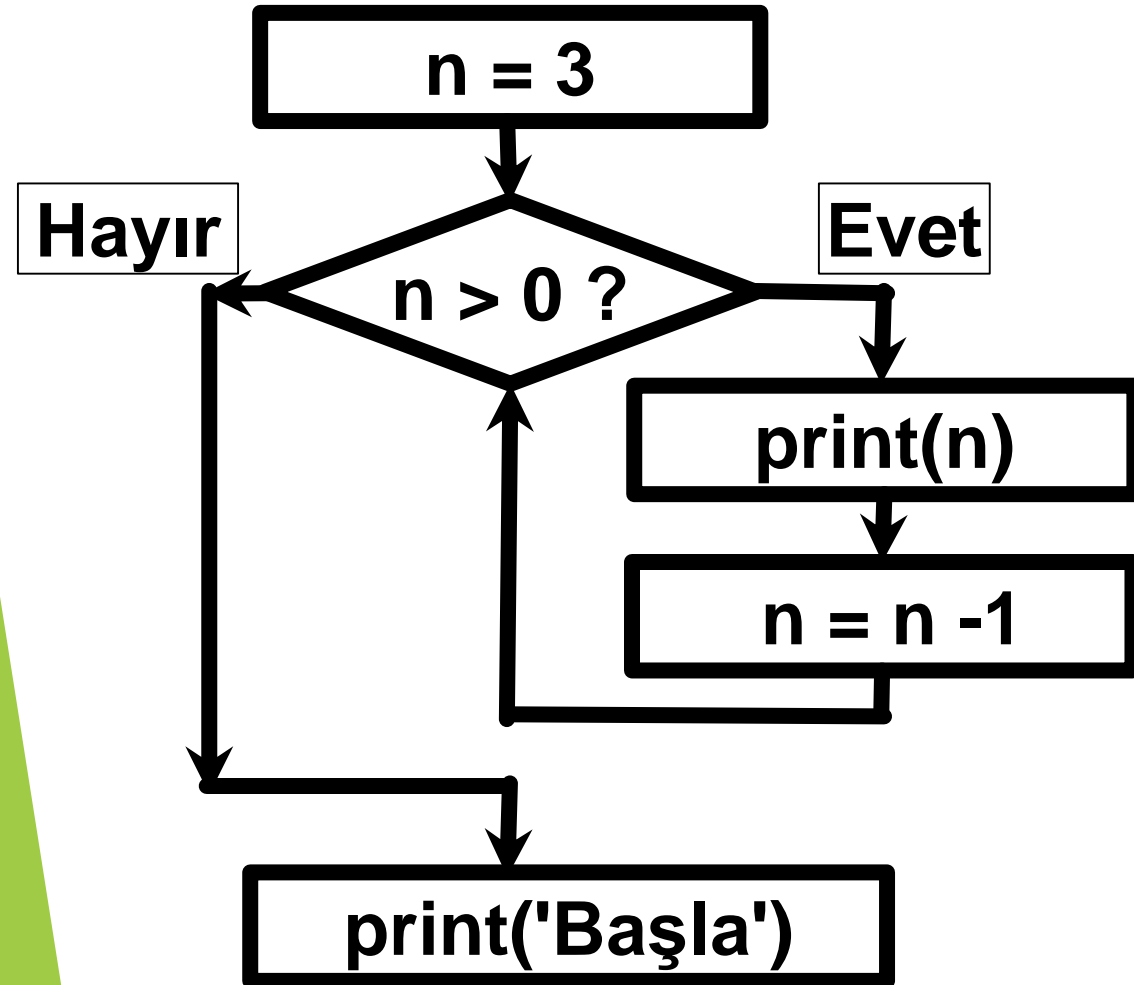 n = 3
Hayır
Evet
n > 0 ?
print(n)
n = n -1
print('Başla')